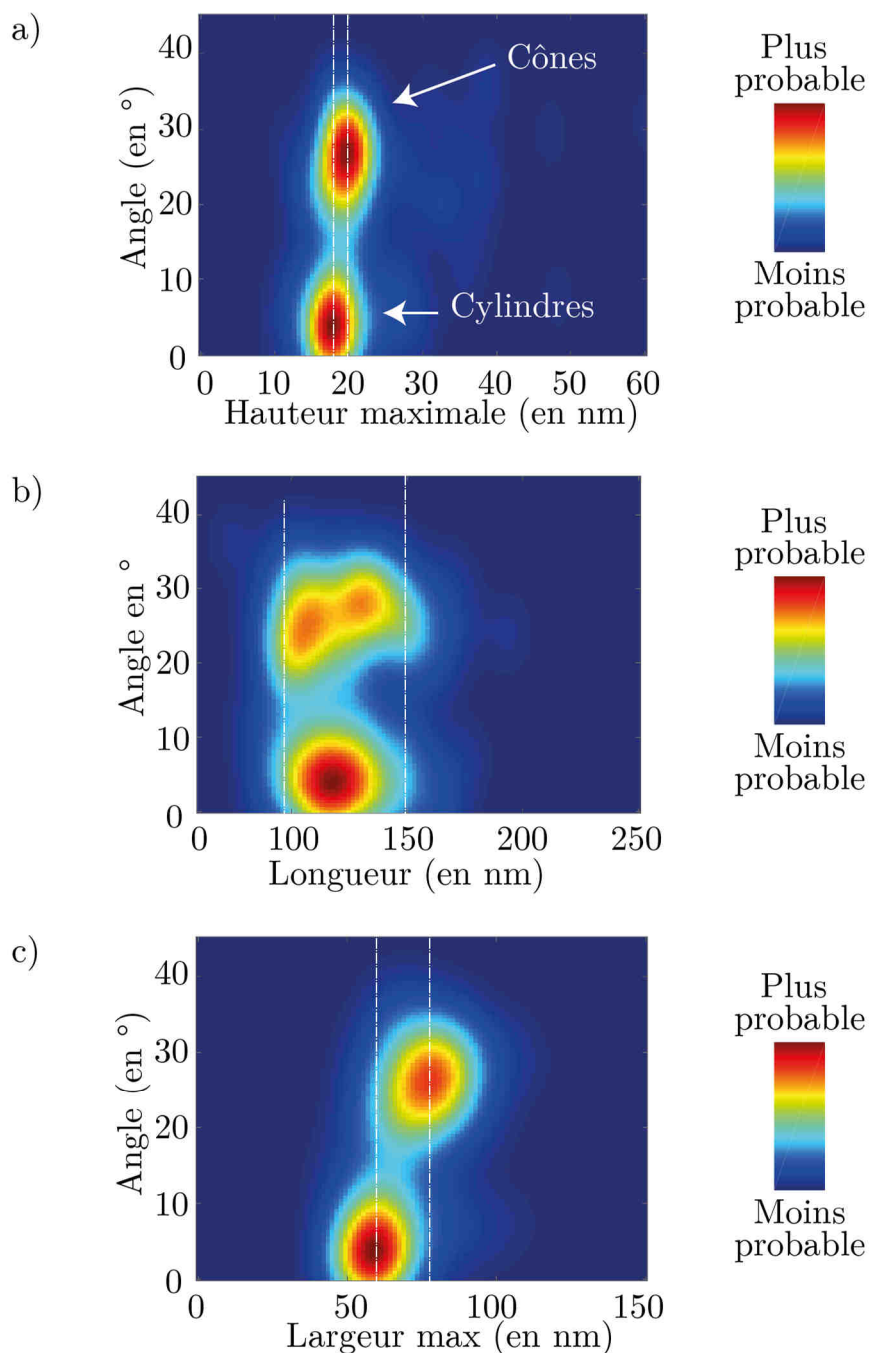 a)
Angle (en °)
40
30
20
10
0
Cônes
Cylindres
0 10 20 30 40 50 60
Hauteur maximale (en nm)
Plus
probable
Moins
probable
b)
Angle en °
40
30
20
10
0
0 100 150 200 250
Longueur (en nm)
Plus
probable
Moins
probable
c)
Angle (en °)
40
30
20
10
0
0 50 100 150
Largeur max (en nm)
Plus
probable
Moins
probable